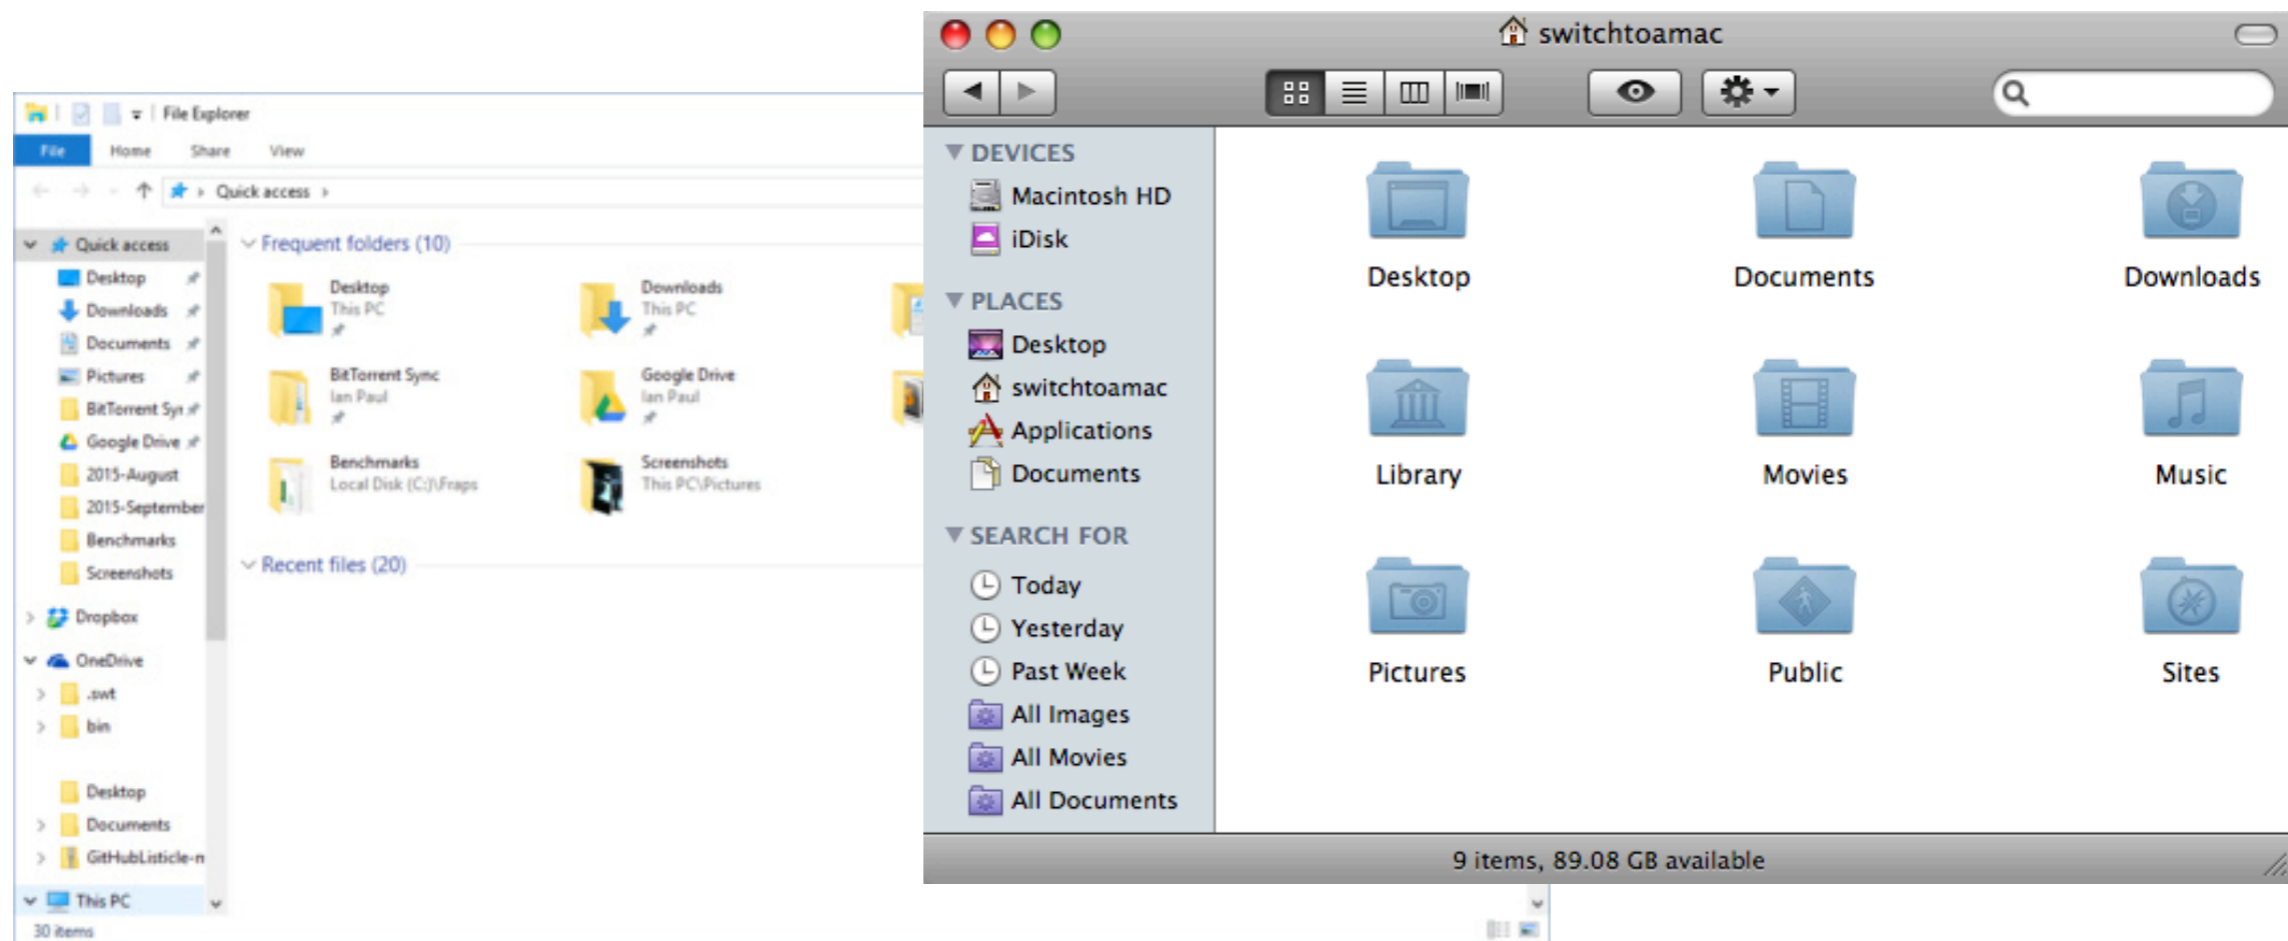 File Explorer
File Home Share View
Quick access
Quick access
Desktop
Downloads
Documents
Pictures
BitTorrent Syn
Google Drive
2015-August
2015-September
Benchmarks
Screenshots
Dropbox
OneDrive
.swt
bin
Desktop
Documents
GitHubListicle-m
This PC
30 items
Frequent folders (10)
Desktop
This PC
Downloads
This PC
BitTorrent Sync
Ian Paul
Google Drive
Ian Paul
Benchmarks
Local Disk (C:)\Fraps
Screenshots
This PC\Pictures
Recent files (20)
switchtoamac
DEVICES
Macintosh HD
iDisk
PLACES
Desktop
switchtoamac
Applications
Documents
SEARCH FOR
Today
Yesterday
Past Week
All Images
All Movies
All Documents
Desktop Documents Downloads
Library Movies Music
Pictures Public Sites
9 items, 89.08 GB available